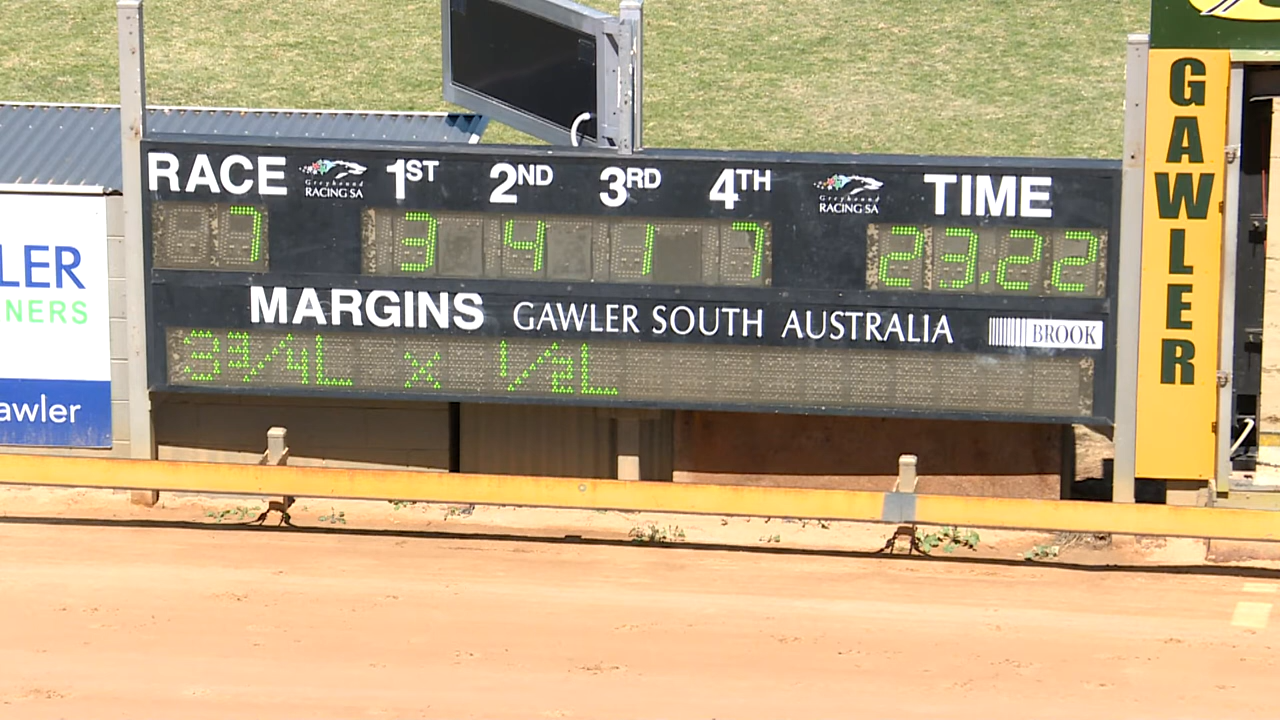 RACE Greyhound RACING SA 1ST 2ND 3RD 4TH Greyhound RACING SA TIME
7 3 4 1 7 23.22
MARGINS GAWLER SOUTH AUSTRALIA BROOK
3 3/4L x 1/2L
GAWLER
LER
NERS
awler